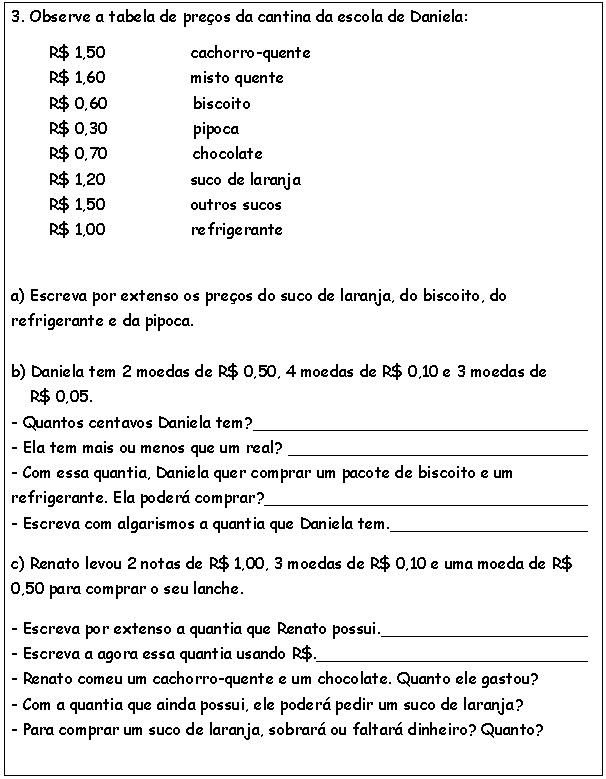 3. Observe a tabela de preços da cantina da escola de Daniela:
R$ 1,50 cachorro-quente
R$ 1,60 misto quente
R$ 0,60 biscoito
R$ 0,30 pipoca
R$ 0,70 chocolate
R$ 1,20 suco de laranja
R$ 1,50 outros sucos
R$ 1,00 refrigerante
a) Escreva por extenso os preços do suco de laranja, do biscoito, do
refrigerante e da pipoca.
b) Daniela tem 2 moedas de R$ 0,50, 4 moedas de R$ 0,10 e 3 moedas de
R$ 0,05.
- Quantos centavos Daniela tem?
- Ela tem mais ou menos que um real?
- Com essa quantia, Daniela quer comprar um pacote de biscoito e um
refrigerante. Ela poderá comprar?
- Escreva com algarismos a quantia que Daniela tem.
c) Renato levou 2 notas de R$ 1,00, 3 moedas de R$ 0,10 e uma moeda de R$
0,50 para comprar o seu lanche.
- Escreva por extenso a quantia que Renato possui.
- Escreva a agora essa quantia usando R$.
- Renato comeu um cachorro-quente e um chocolate. Quanto ele gastou?
- Com a quantia que ainda possui, ele poderá pedir um suco de laranja?
- Para comprar um suco de laranja, sobrará ou faltará dinheiro? Quanto?